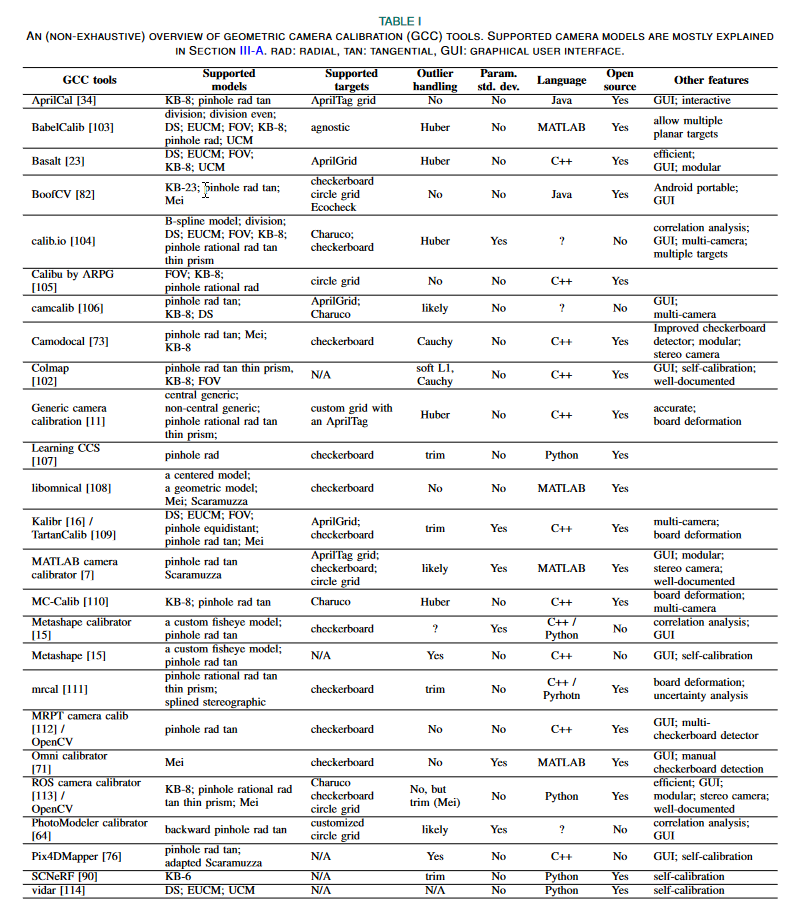 TABLE I
AN (NON-EXHAUSTIVE) OVERVIEW OF GEOMETRIC CAMERA CALIBRATION (GCC) TOOLS. SUPPORTED CAMERA MODELS ARE MOSTLY EXPLAINED
IN SECTION III-A. RAD: RADIAL, TAN: TANGENTIAL, GUI: GRAPHICAL USER INTERFACE.
GCC tools Supported models Supported targets Outlier handling Param. std. dev. Language Open source Other features
AprilCal [34] KB-8; pinhole rad tan AprilTag grid No No Java Yes GUI; interactive
BabelCalib [103] division; division even; DS; EUCM; FOV; KB-8; pinhole rad; UCM agnostic Huber No MATLAB Yes allow multiple planar targets
Basalt [23] DS; EUCM; FOV; KB-8; UCM AprilGrid Huber No C++ Yes efficient; GUI; modular
BoofCV [82] KB-23; pinhole rad tan; Mei checkerboard circle grid Ecocheck No No Java Yes Android portable; GUI
calib.io [104] B-spline model; division; DS; EUCM; FOV; KB-8; pinhole rational rad tan thin prism Charuco; checkerboard Huber Yes ? No correlation analysis; GUI; multi-camera; multiple targets
Calibu by ARPG [105] FOV; KB-8; pinhole rational rad circle grid No No C++ Yes
camcalib [106] pinhole rad tan; KB-8; DS AprilGrid; Charuco likely No ? No GUI; multi-camera
Camodocal [73] pinhole rad tan; Mei; KB-8 checkerboard Cauchy No C++ Yes Improved checkerboard detector; modular; stereo camera
Colmap [102] pinhole rad tan thin prism, KB-8; FOV N/A soft L1, Cauchy No C++ Yes GUI; self-calibration; well-documented
Generic camera calibration [11] central generic; non-central generic; pinhole rational rad tan thin prism; custom grid with an AprilTag Huber No C++ Yes accurate; board deformation
Learning CCS [107] pinhole rad checkerboard trim No Python Yes
libomnical [108] a centered model; a geometric model; Mei; Scaramuzza checkerboard No No MATLAB Yes
Kalibr [16] / TartanCalib [109] DS; EUCM; FOV; pinhole equidistant; pinhole rad tan; Mei AprilGrid; checkerboard trim Yes C++ Yes multi-camera; board deformation
MATLAB camera calibrator [7] pinhole rad tan Scaramuzza AprilTag grid; checkerboard; circle grid likely Yes MATLAB Yes GUI; modular; stereo camera; well-documented
MC-Calib [110] KB-8; pinhole rad tan Charuco Huber No C++ Yes board deformation; multi-camera
Metashape calibrator [15] a custom fisheye model; pinhole rad tan checkerboard ? Yes C++ / Python No correlation analysis; GUI
Metashape [15] a custom fisheye model; pinhole rad tan N/A Yes No C++ No GUI; self-calibration
mrcal [111] pinhole rational rad tan thin prism; splined stereographic checkerboard trim No C++ / Pyrhotn Yes board deformation; uncertainty analysis
MRPT camera calib [112] / OpenCV pinhole rad tan checkerboard No No C++ Yes GUI; multi-checkerboard detector
Omni calibrator [71] Mei checkerboard No Yes MATLAB Yes GUI; manual checkerboard detection
ROS camera calibrator [113] / OpenCV KB-8; pinhole rational rad tan thin prism; Mei Charuco checkerboard circle grid No, but trim (Mei) No Python Yes efficient; GUI; modular; stereo camera; well-documented
PhotoModeler calibrator [64] backward pinhole rad tan customized circle grid likely Yes ? No correlation analysis; GUI
Pix4DMapper [76] pinhole rad tan; adapted Scaramuzza N/A Yes No C++ No GUI; self-calibration
SCNeRF [90] KB-6 N/A trim No Python Yes self-calibration
vidar [114] DS; EUCM; UCM N/A N/A No Python Yes self-calibration